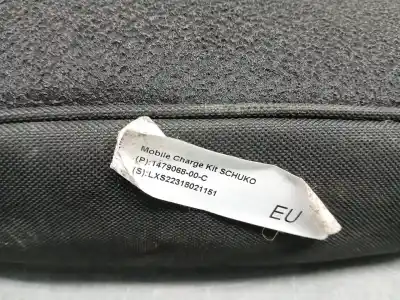 Mobile Charge Kit SCHUKO
(P):1479068-00-C
(S):LXS22318021151
EU